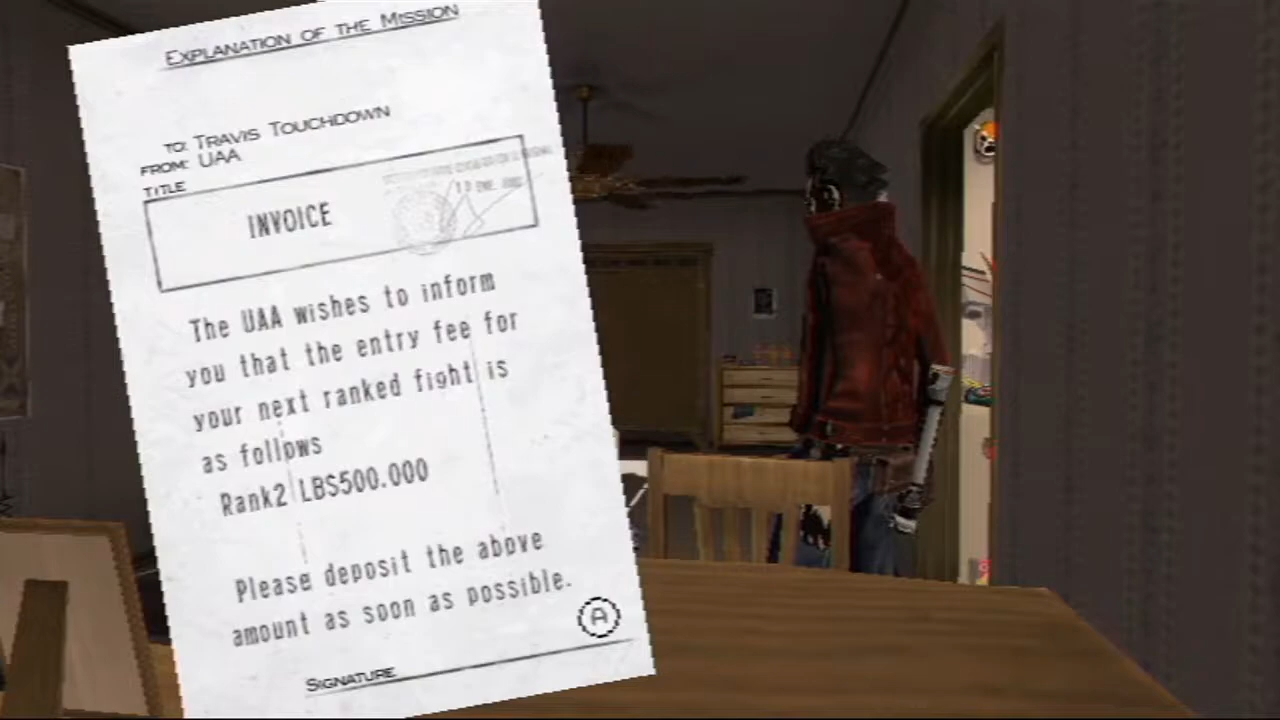 EXPLANATION OF THE MISSION
TO: TRAVIS TOUCHDOWN
FROM: UAA
TITLE
INVOICE
The UAA wishes to inform
you that the entry fee for
your next ranked fight is
as follows
Rank2 LBS500.000
Please deposit the above
amount as soon as possible.
A
SIGNATURE